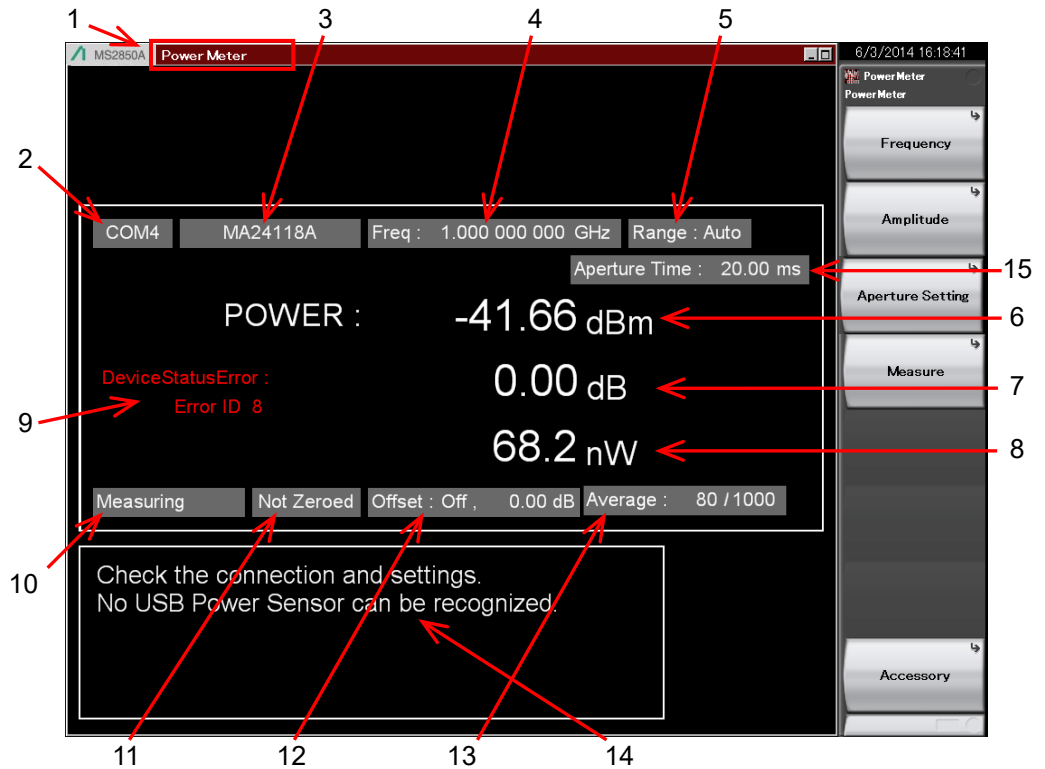 1
3
4
5
MS2850A
Power Meter
6/3/2014 16:18:41
Power Meter
Power Meter
Frequency
2
Amplitude
COM4
MA24118A
Freq : 1.000 000 000 GHz
Range : Auto
Aperture Time : 20.00 ms
15
Aperture Setting
POWER :
-41.66 dBm
6
DeviceStatusError :
Error ID 8
0.00 dB
Measure
7
9
68.2 nW
8
Measuring
Not Zeroed
Offset : Off , 0.00 dB
Average : 80 / 1000
10
Check the connection and settings.
No USB Power Sensor can be recognized.
Accessory
11
12
13
14